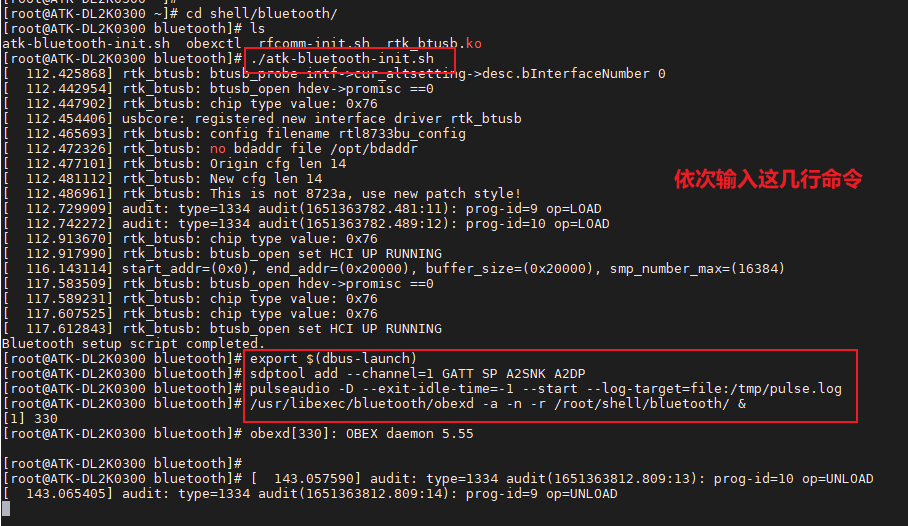 [root@ATK-DL2K0300 ~]#
[root@ATK-DL2K0300 ~]# cd shell/bluetooth/
[root@ATK-DL2K0300 bluetooth]# ls
atk-bluetooth-init.sh  obexctl  rfcomm-init.sh  rtk_btusb.ko
[root@ATK-DL2K0300 bluetooth]# ./atk-bluetooth-init.sh
[  112.425868] rtk_btusb: btusb_probe intf->cur_altsetting->desc.bInterfaceNumber 0
[  112.442954] rtk_btusb: btusb_open hdev->promisc ==0
[  112.447902] rtk_btusb: chip type value: 0x76
[  112.454406] usbcore: registered new interface driver rtk_btusb
[  112.465693] rtk_btusb: config filename rtl8733bu_config
[  112.472326] rtk_btusb: no bdaddr file /opt/bdaddr
[  112.477101] rtk_btusb: Origin cfg len 14
[  112.481112] rtk_btusb: New cfg len 14
[  112.486961] rtk_btusb: This is not 8723a, use new patch style!
依次输入这几行命令
[  112.729909] audit: type=1334 audit(1651363782.481:11): prog-id=9 op=LOAD
[  112.742272] audit: type=1334 audit(1651363782.489:12): prog-id=10 op=LOAD
[  112.913670] rtk_btusb: chip type value: 0x76
[  112.917990] rtk_btusb: btusb_open set HCI UP RUNNING
[  116.143114] start_addr=(0x0), end_addr=(0x20000), buffer_size=(0x20000), smp_number_max=(16384)
[  117.583509] rtk_btusb: btusb_open hdev->promisc ==0
[  117.589231] rtk_btusb: chip type value: 0x76
[  117.607525] rtk_btusb: chip type value: 0x76
[  117.612843] rtk_btusb: btusb_open set HCI UP RUNNING
Bluetooth setup script completed.
[root@ATK-DL2K0300 bluetooth]# export $(dbus-launch)
[root@ATK-DL2K0300 bluetooth]# sdptool add --channel=1 GATT SP A2SNK A2DP
[root@ATK-DL2K0300 bluetooth]# pulseaudio -D --exit-idle-time=-1 --start --log-target=file:/tmp/pulse.log
[root@ATK-DL2K0300 bluetooth]# /usr/libexec/bluetooth/obexd -a -n -r /root/shell/bluetooth/ &
[1] 330
[root@ATK-DL2K0300 bluetooth]# obexd[330]: OBEX daemon 5.55
[root@ATK-DL2K0300 bluetooth]#
[root@ATK-DL2K0300 bluetooth]# [  143.057590] audit: type=1334 audit(1651363812.809:13): prog-id=10 op=UNLOAD
[  143.065405] audit: type=1334 audit(1651363812.809:14): prog-id=9 op=UNLOAD